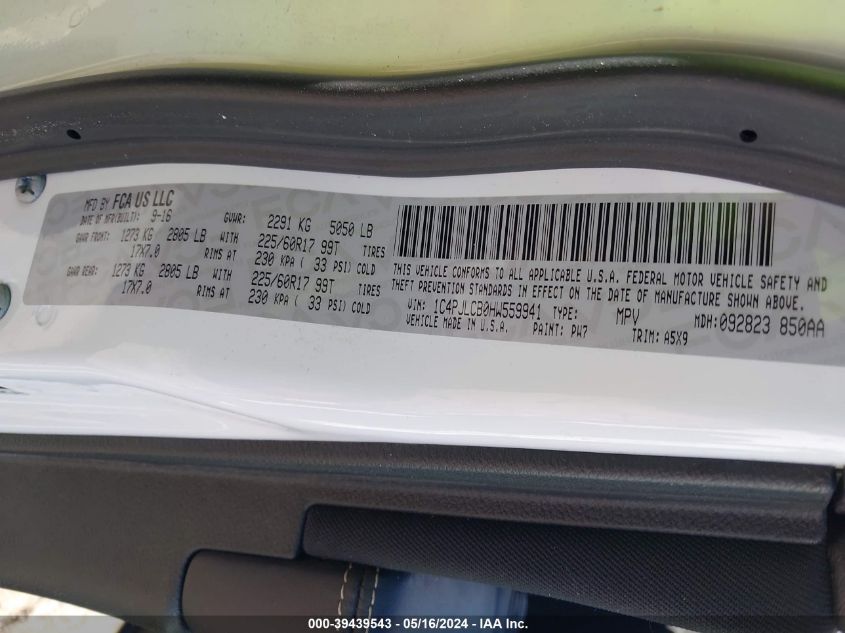 MFD BY FCA US LLC
DATE OF MFR(BUILT): 9-16 GVWR: 2291 KG 5050 LB
GAWR FRONT: 1273 KG 2805 LB WITH 225/60R17 99T TIRES
17X7.0 RIMS AT 230 KPA ( 33 PSI) COLD
GAWR REAR: 1273 KG 2805 LB WITH 225/60R17 99T TIRES
17X7.0 RIMS AT 230 KPA ( 33 PSI) COLD
THIS VEHICLE CONFORMS TO ALL APPLICABLE U.S.A. FEDERAL MOTOR VEHICLE SAFETY AND
THEFT PREVENTION STANDARDS IN EFFECT ON THE DATE OF MANUFACTURE SHOWN ABOVE.
VIN: 1C4PJLCB0HW559941 TYPE: MPV MDH:092823 850AA
VEHICLE MADE IN U.S.A. PAINT: PW7 TRIM: A5X9
000-39439543 / 05/16/2024 / IAA Inc.